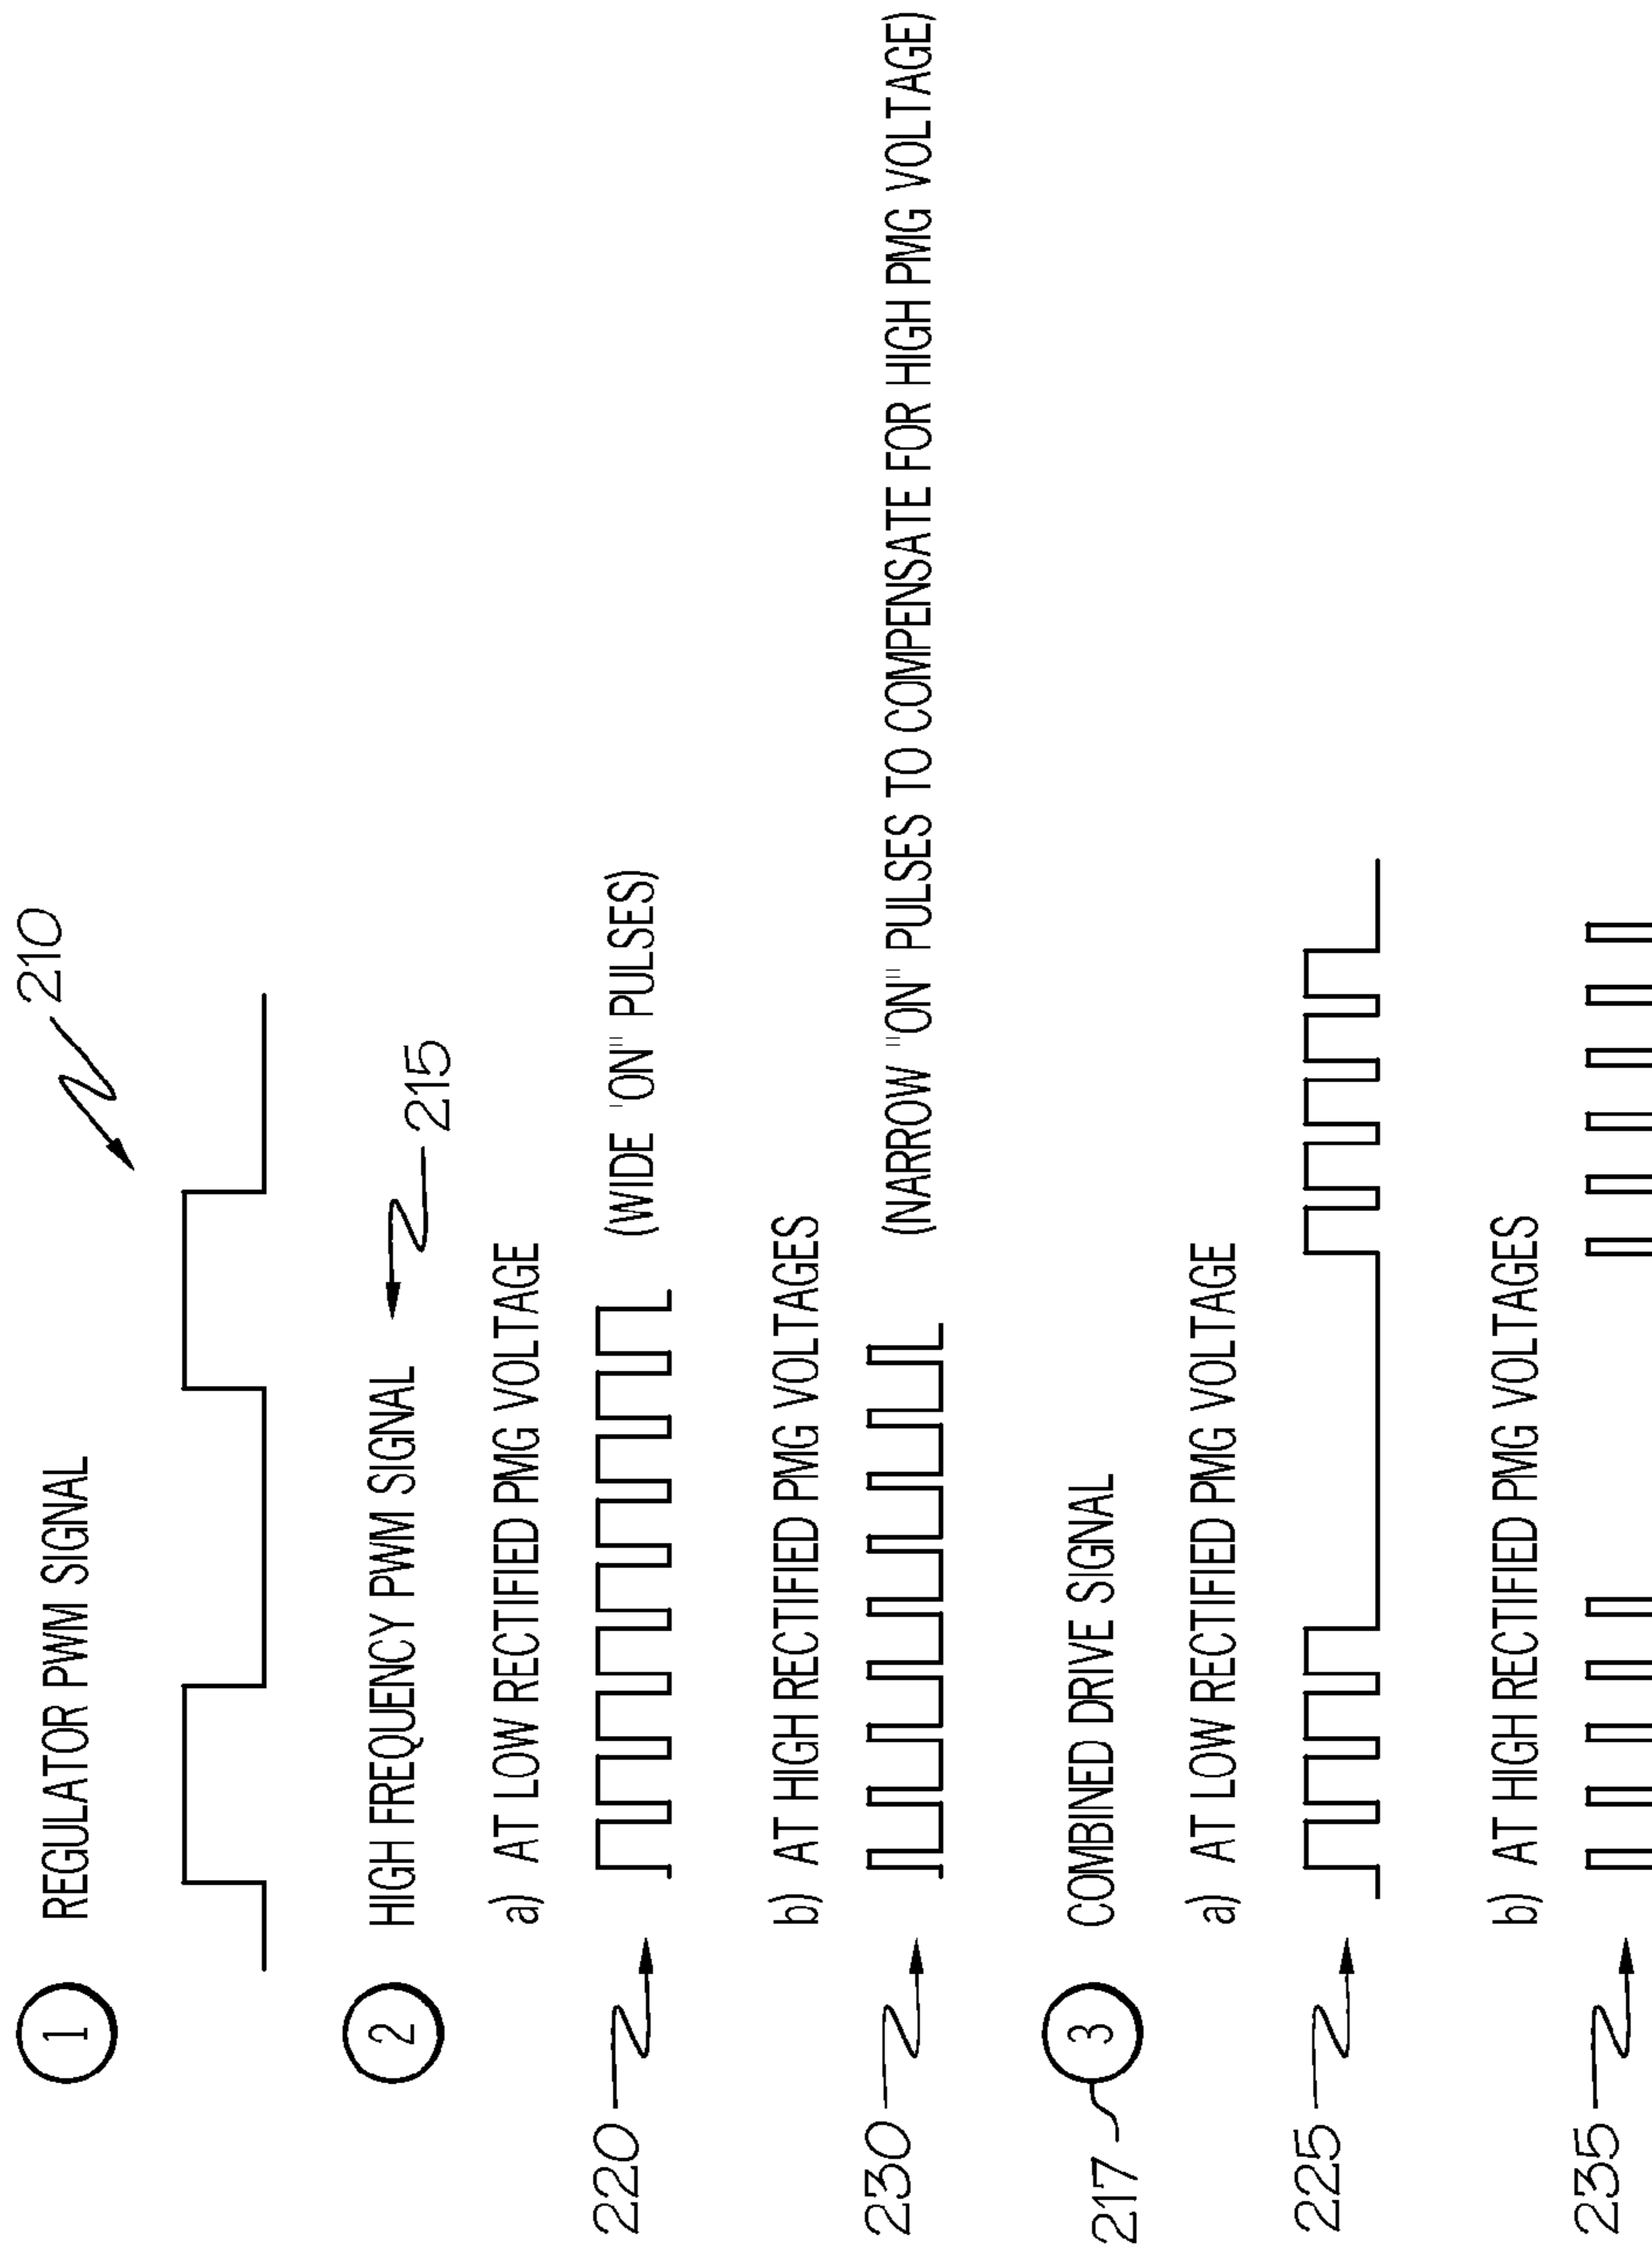 1 REGULATOR PWM SIGNAL
210
2 HIGH FREQUENCY PWM SIGNAL 215
a) AT LOW RECTIFIED PMG VOLTAGE
220 (WIDE "ON" PULSES)
b) AT HIGH RECTIFIED PMG VOLTAGES
230 (NARROW "ON" PULSES TO COMPENSATE FOR HIGH PMG VOLTAGE)
217 3 COMBINED DRIVE SIGNAL
a) AT LOW RECTIFIED PMG VOLTAGE
225
b) AT HIGH RECTIFIED PMG VOLTAGES
235